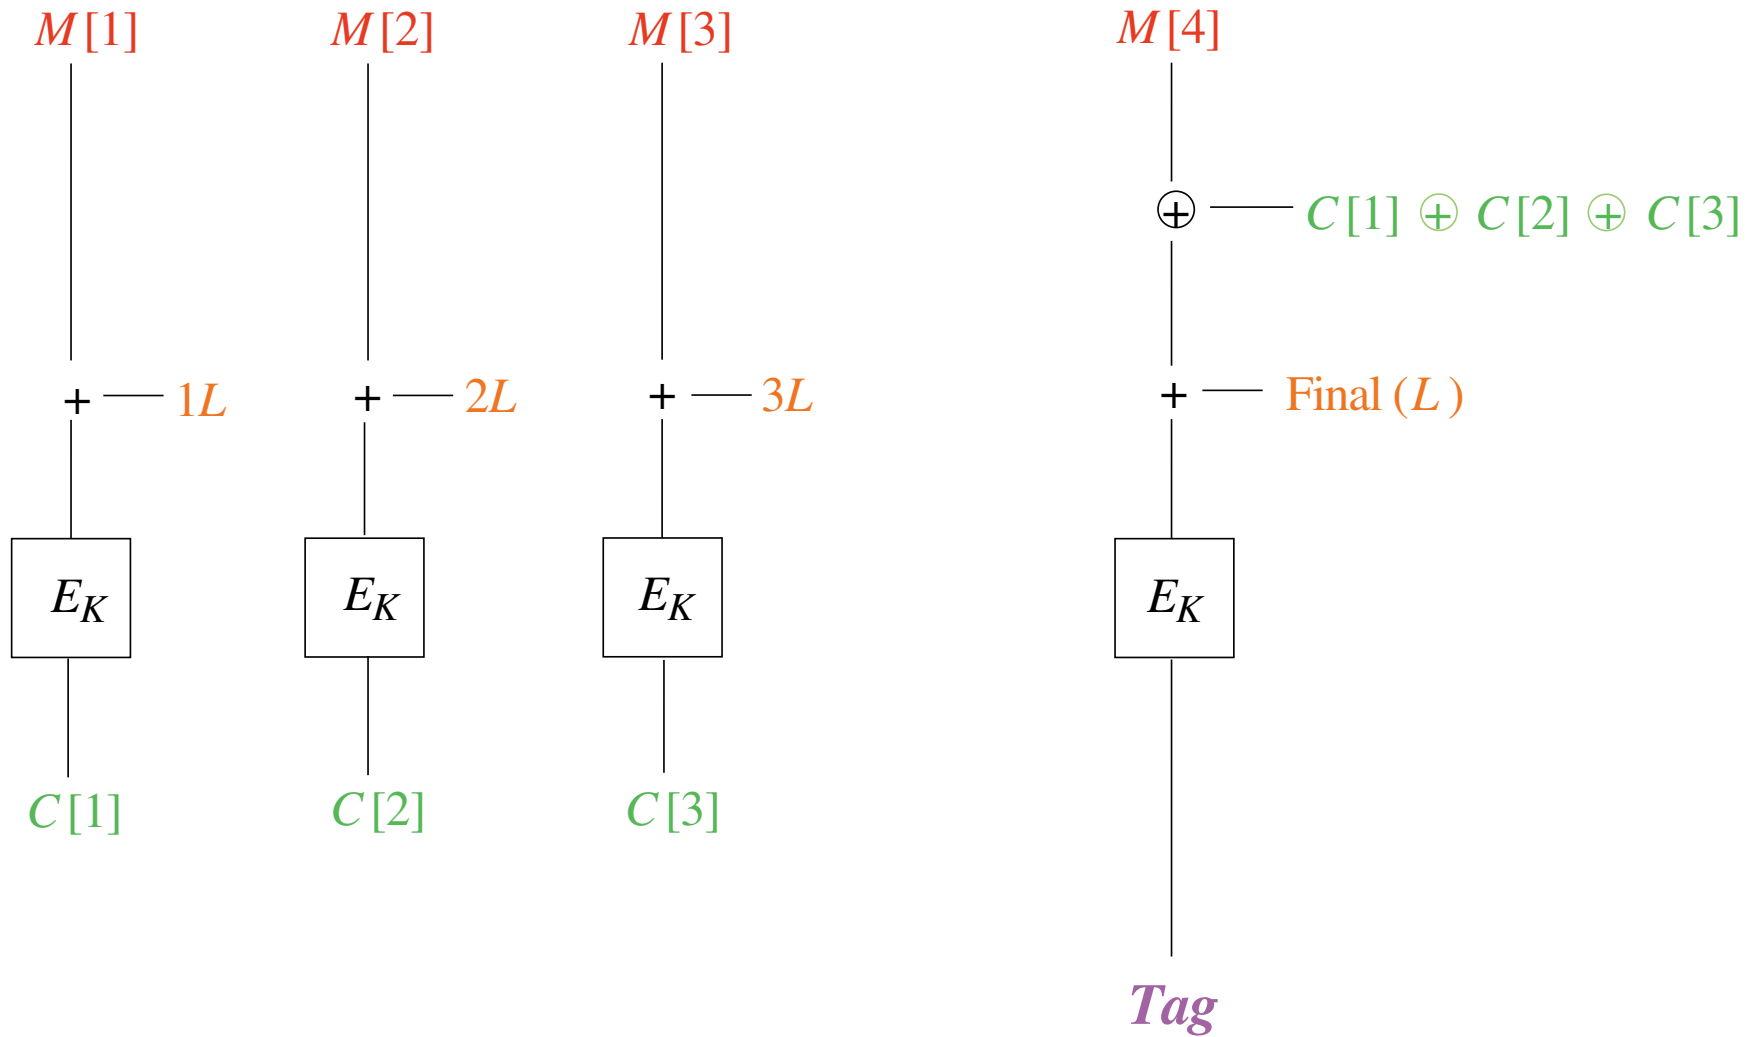 M[1] M[2] M[3] M[4]
⊕ C[1] ⊕ C[2] ⊕ C[3]
+ 1L + 2L + 3L + Final (L)
E_K E_K E_K E_K
C[1] C[2] C[3]
Tag